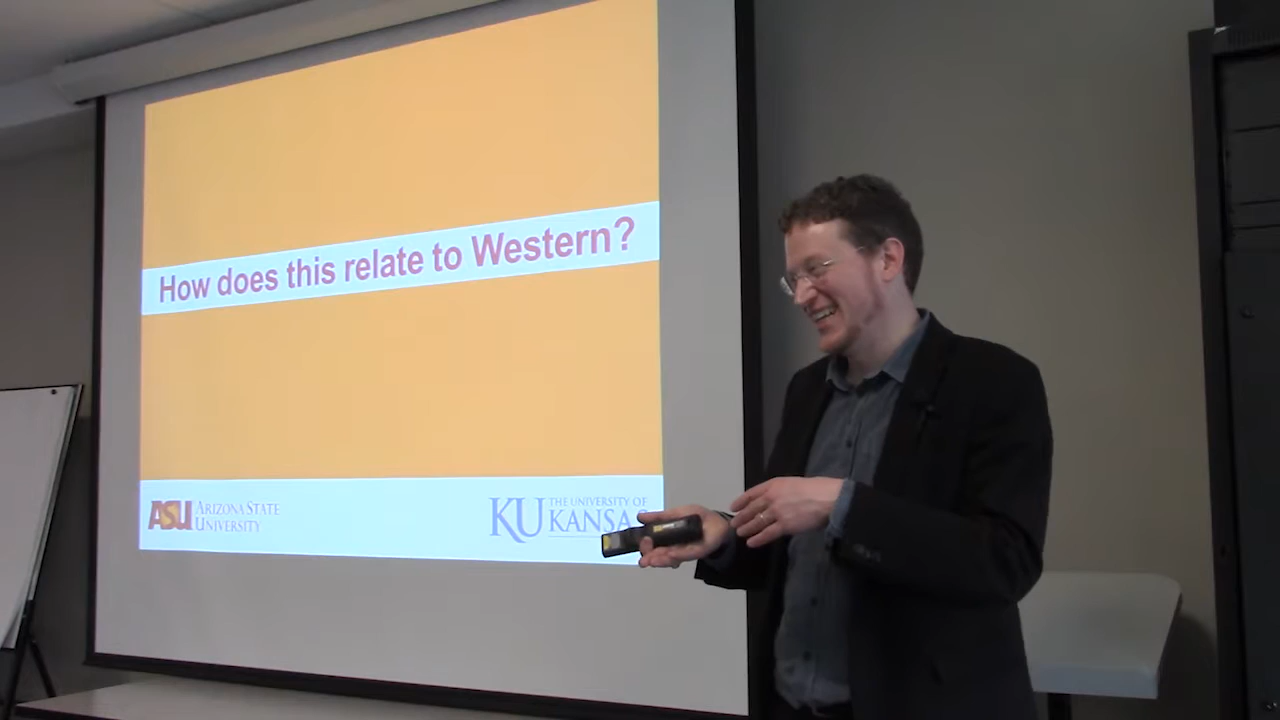 How does this relate to Western?
ASU ARIZONA STATE
UNIVERSITY
KU THE UNIVERSITY OF
KANSAS